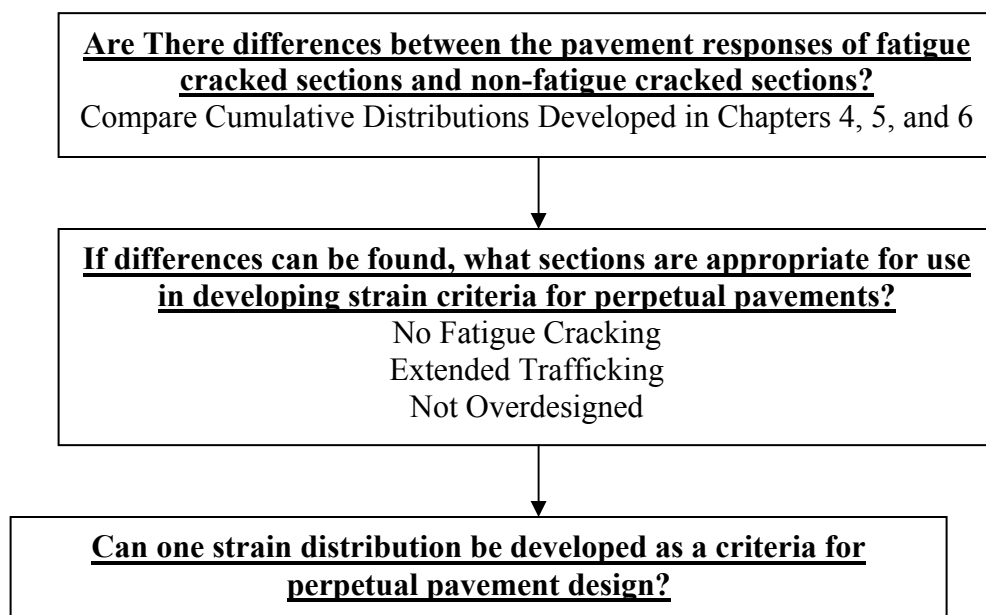 Are There differences between the pavement responses of fatigue
cracked sections and non-fatigue cracked sections?
Compare Cumulative Distributions Developed in Chapters 4, 5, and 6
If differences can be found, what sections are appropriate for use
in developing strain criteria for perpetual pavements?
No Fatigue Cracking
Extended Trafficking
Not Overdesigned
Can one strain distribution be developed as a criteria for
perpetual pavement design?